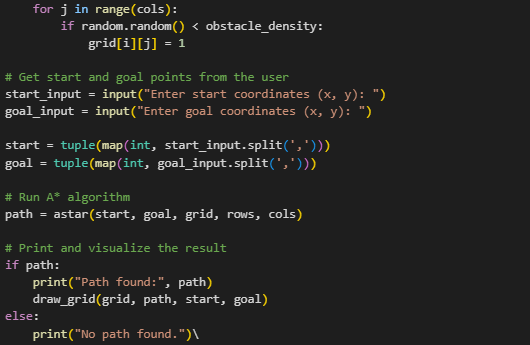 for j in range(cols):
        if random.random() < obstacle_density:
            grid[i][j] = 1

# Get start and goal points from the user
start_input = input("Enter start coordinates (x, y): ")
goal_input = input("Enter goal coordinates (x, y): ")

start = tuple(map(int, start_input.split(',')))
goal = tuple(map(int, goal_input.split(',')))

# Run A* algorithm
path = astar(start, goal, grid, rows, cols)

# Print and visualize the result
if path:
    print("Path found:", path)
    draw_grid(grid, path, start, goal)
else:
    print("No path found.")\